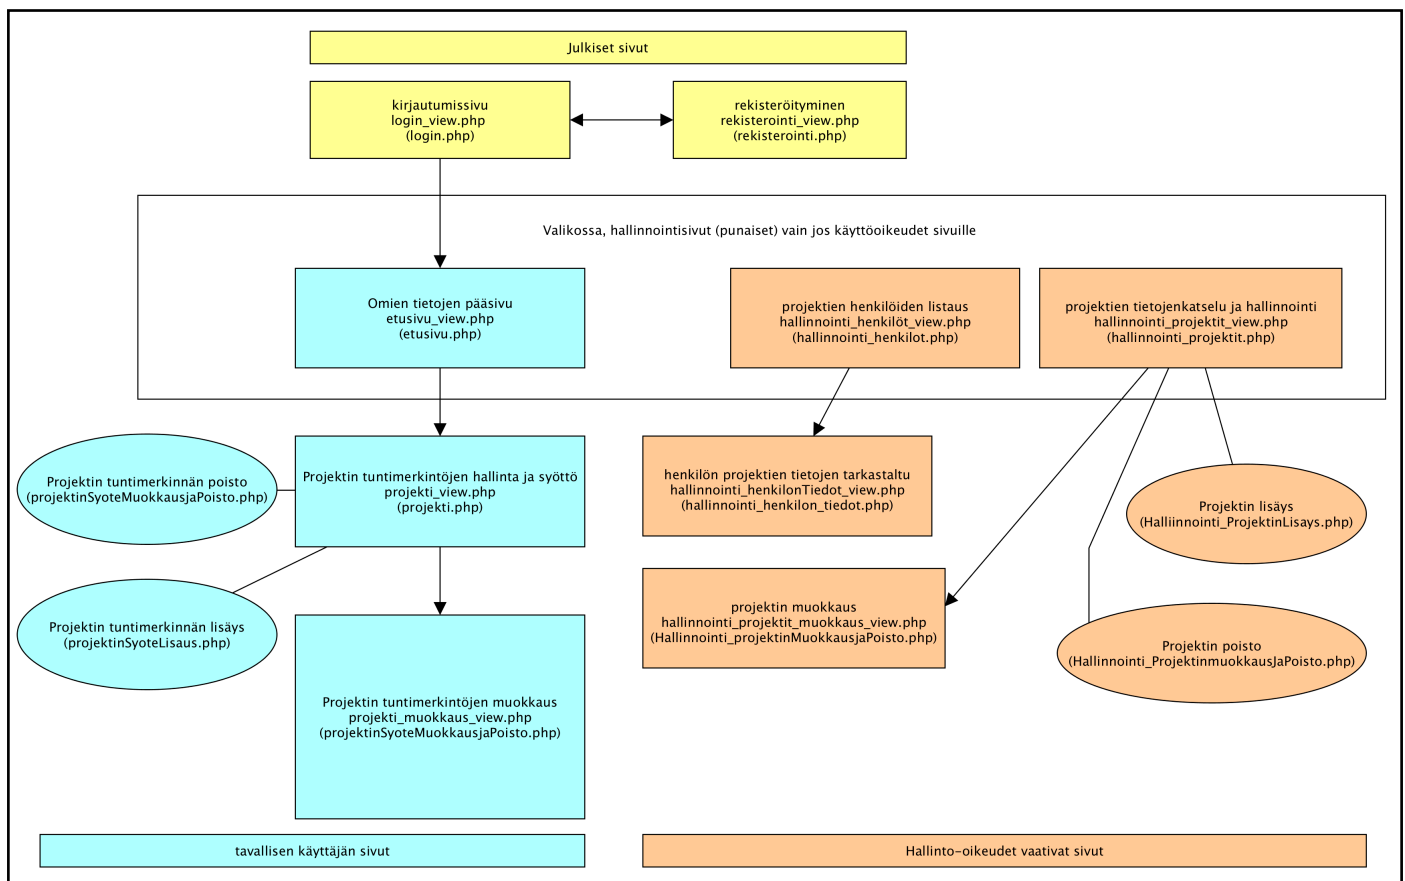 Julkiset sivut
kirjautumissivu
login_view.php
(login.php)
rekisteröityminen
rekisterointi_view.php
(rekisterointi.php)
Valikossa, hallinnointisivut (punaiset) vain jos käyttöoikeudet sivuille
Omien tietojen pääsivu
etusivu_view.php
(etusivu.php)
projektien henkilöiden listaus
hallinnointi_henkilöt_view.php
(hallinnointi_henkilot.php)
projektien tietojenkatselu ja hallinnointi
hallinnointi_projektit_view.php
(hallinnointi_projektit.php)
Projektin tuntimerkinnän poisto
(projektinSyoteMuokkausjaPoisto.php)
Projektin tuntimerkintöjen hallinta ja syöttö
projekti_view.php
(projekti.php)
henkilön projektien tietojen tarkastaltu
hallinnointi_henkilonTiedot_view.php
(hallinnointi_henkilon_tiedot.php)
Projektin lisäys
(Halliinnointi_ProjektinLisays.php)
Projektin tuntimerkinnän lisäys
(projektinSyoteLisaus.php)
projektin muokkaus
hallinnointi_projektit_muokkaus_view.php
(Hallinnointi_projektinMuokkausjaPoisto.php)
Projektin poisto
(Hallinnointi_ProjektinmuokkausJaPoisto.php)
Projektin tuntimerkintöjen muokkaus
projekti_muokkaus_view.php
(projektinSyoteMuokkausjaPoisto.php)
tavallisen käyttäjän sivut
Hallinto-oikeudet vaativat sivut